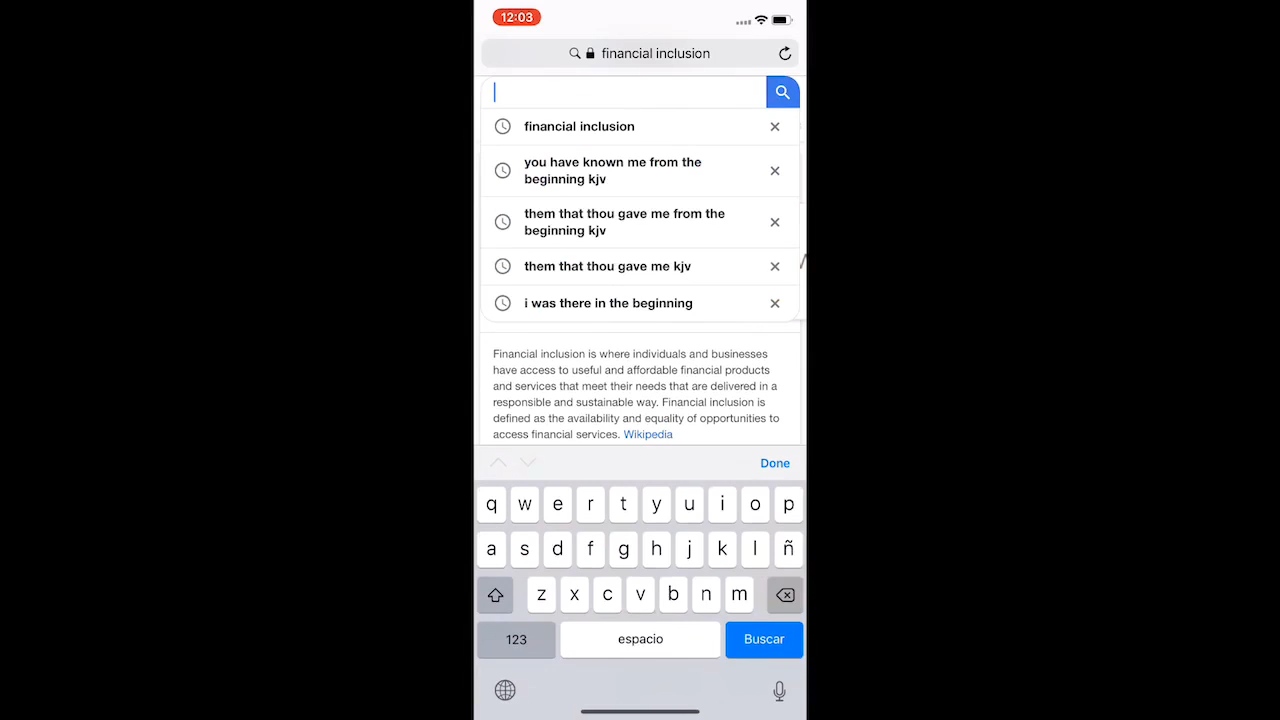 12:03
financial inclusion
financial inclusion
you have known me from the
beginning kjv
them that thou gave me from the
beginning kjv
them that thou gave me kjv
i was there in the beginning
Financial inclusion is where individuals and businesses
have access to useful and affordable financial products
and services that meet their needs that are delivered in a
responsible and sustainable way. Financial inclusion is
defined as the availability and equality of opportunities to
access financial services. Wikipedia
Done
q w e r t y u i o p
a s d f g h j k l ñ
z x c v b n m
123 espacio Buscar